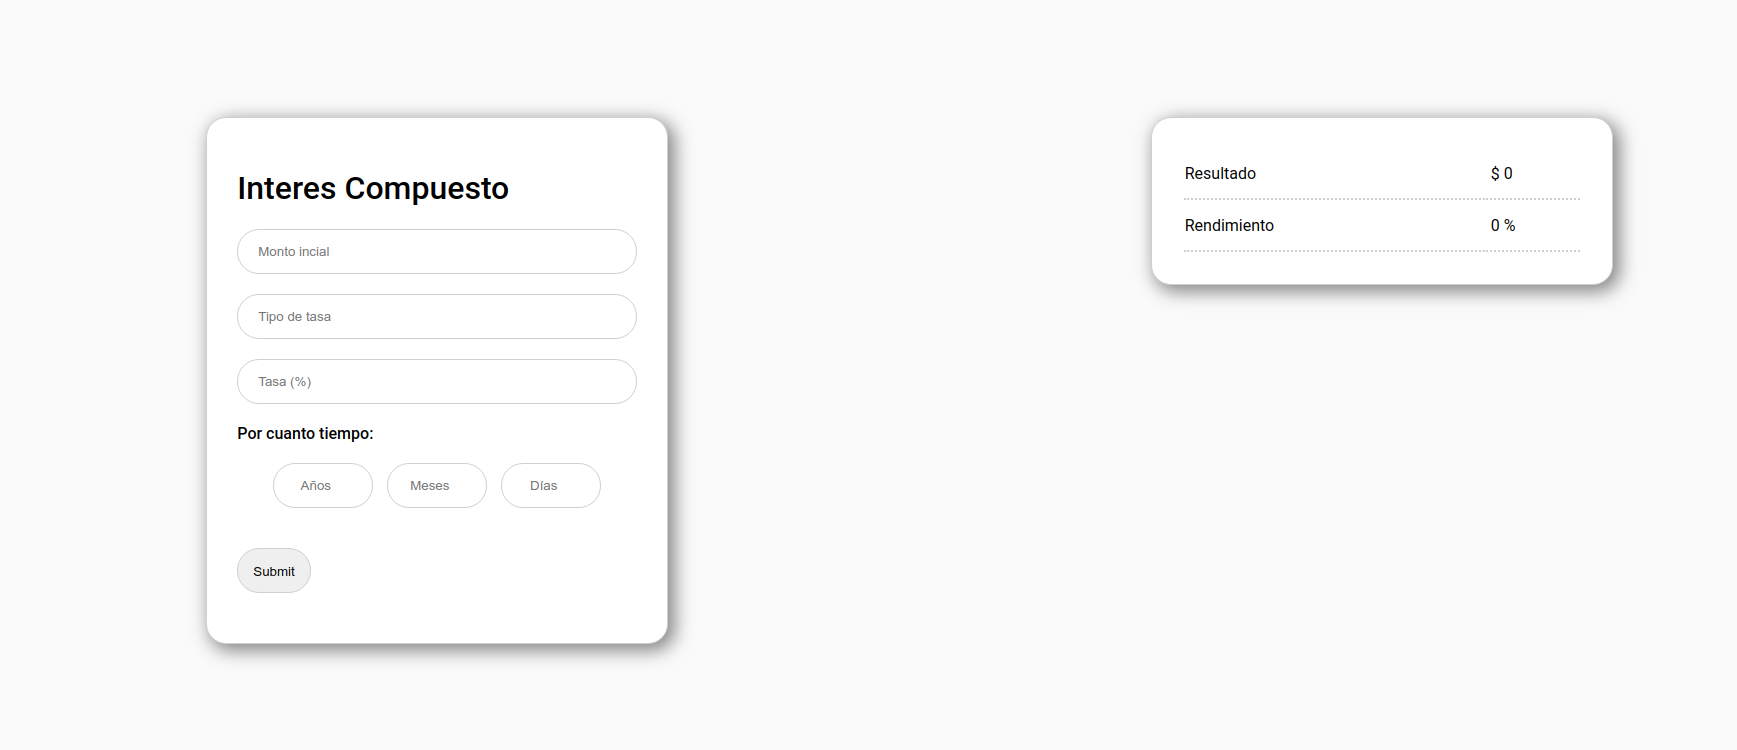 Interes Compuesto
Monto incial
Tipo de tasa
Tasa (%)
Por cuanto tiempo:
Años Meses Días
Submit
Resultado $ 0
Rendimiento 0 %